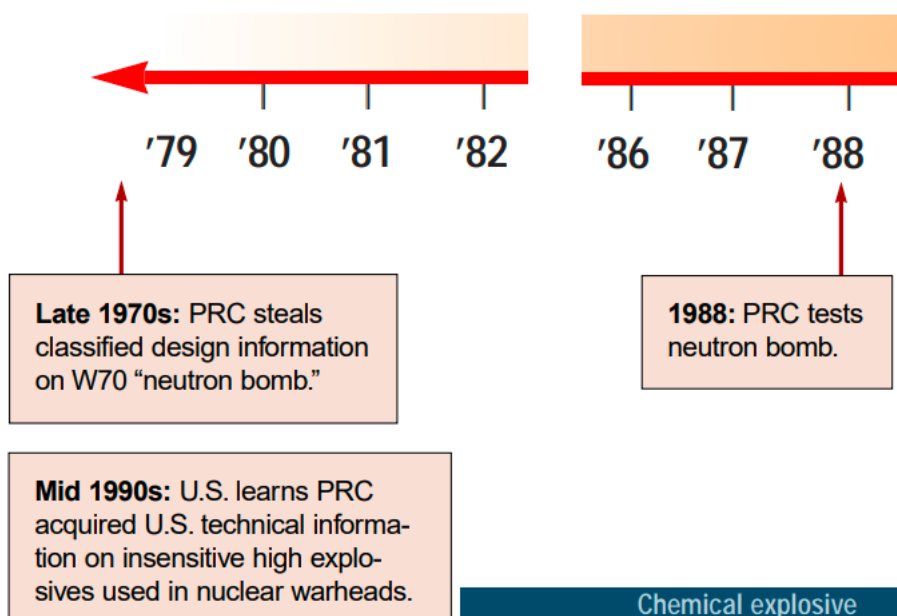 ’79 ’80 ’81 ’82 ’86 ’87 ’88
Late 1970s: PRC steals
classified design information
on W70 “neutron bomb.”
1988: PRC tests
neutron bomb.
Mid 1990s: U.S. learns PRC
acquired U.S. technical informa-
tion on insensitive high explo-
sives used in nuclear warheads.
Chemical explosive